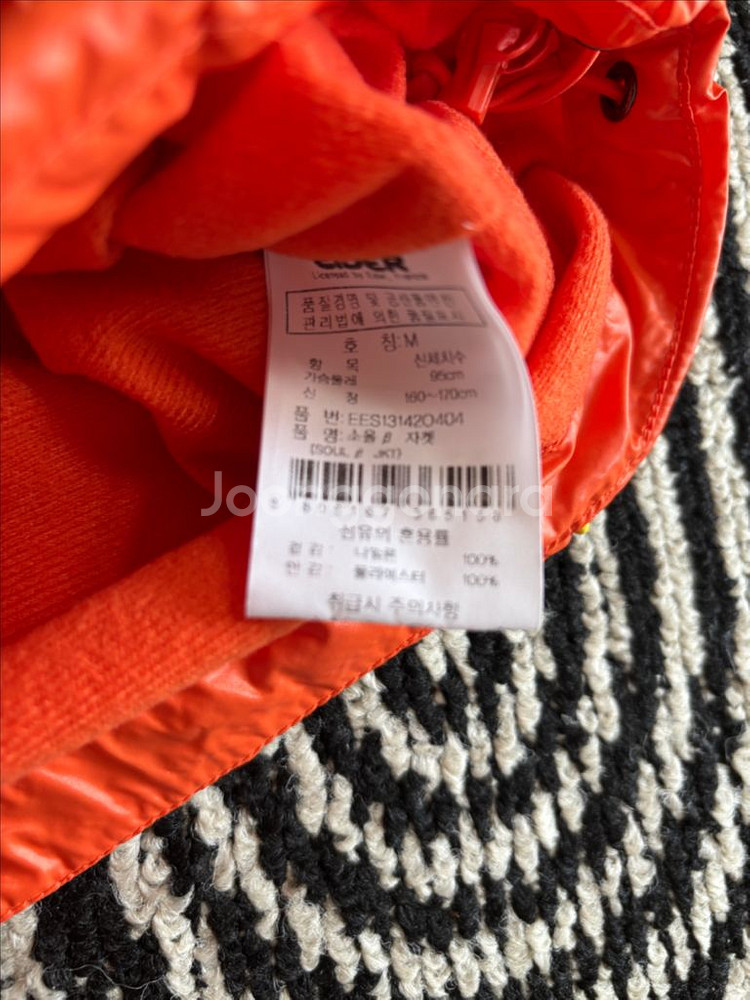 EIDER
품질경영 및 공산품안전
관리법에 의한 품질표시
호 칭:M
항 목 신체치수
가슴둘레 95cm
신 장 160~170cm
품 번:EES13142O404
품 명:소울 β 자켓
(SOUL β JKT)
Joonggonara
섬유의 혼용률
겉 감: 나일론 100%
안 감: 폴리에스터 100%
취급시 주의사항